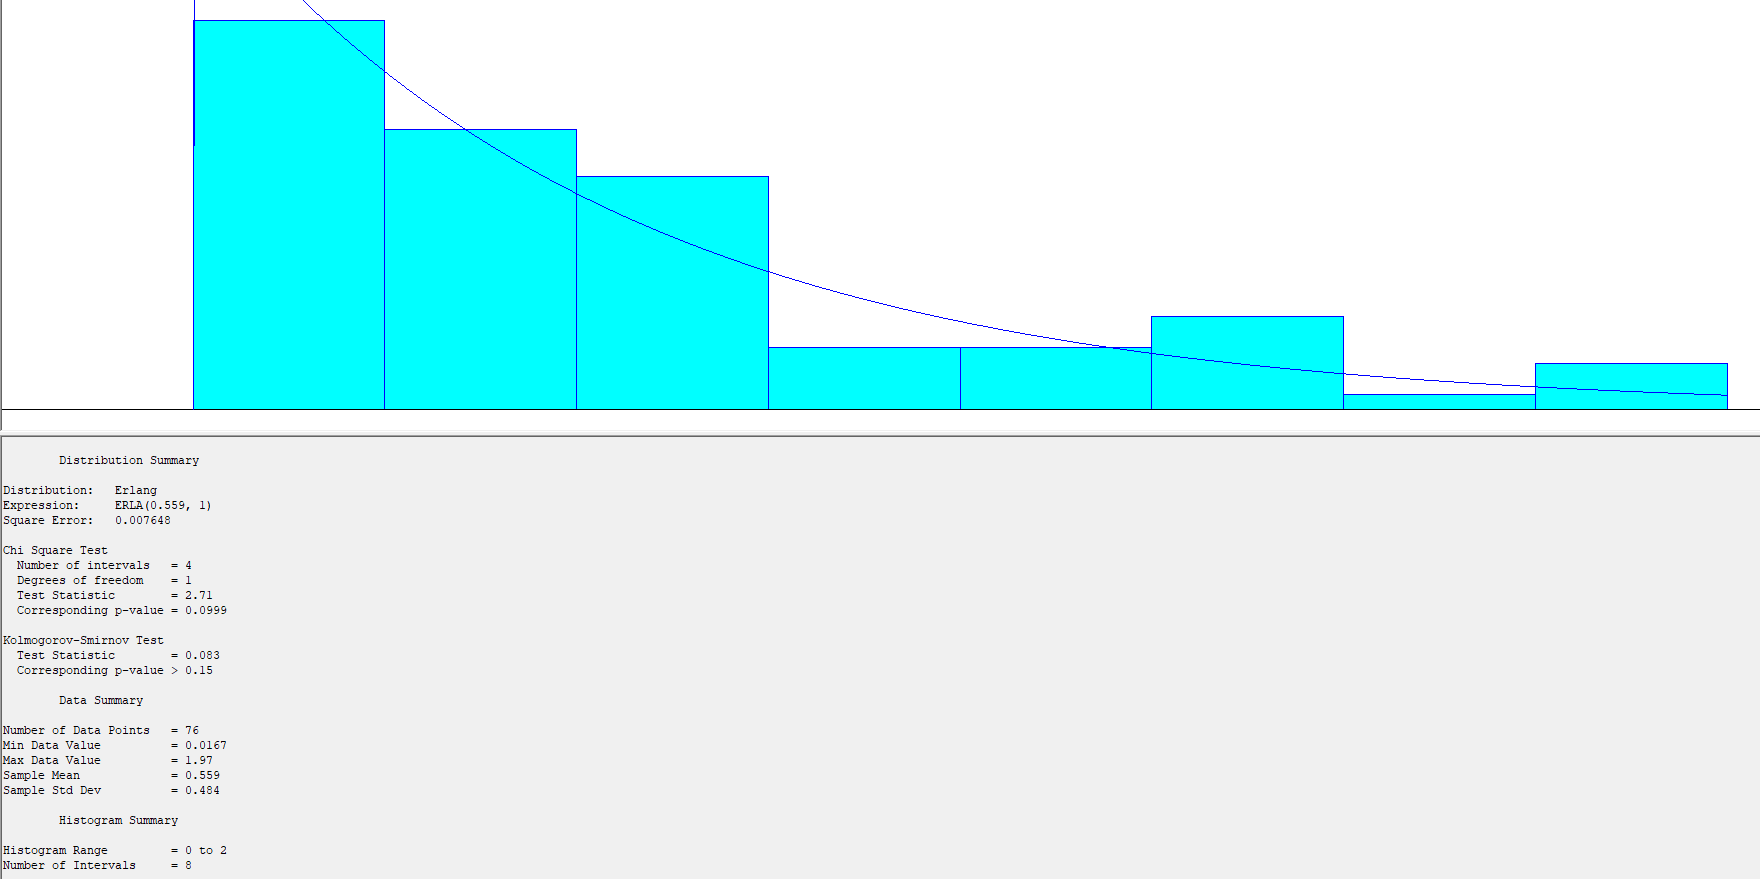 Distribution Summary
Distribution: Erlang
Expression: ERLA(0.559, 1)
Square Error: 0.007648
Chi Square Test
Number of intervals = 4
Degrees of freedom = 1
Test Statistic = 2.71
Corresponding p-value = 0.0999
Kolmogorov-Smirnov Test
Test Statistic = 0.083
Corresponding p-value > 0.15
Data Summary
Number of Data Points = 76
Min Data Value = 0.0167
Max Data Value = 1.97
Sample Mean = 0.559
Sample Std Dev = 0.484
Histogram Summary
Histogram Range = 0 to 2
Number of Intervals = 8